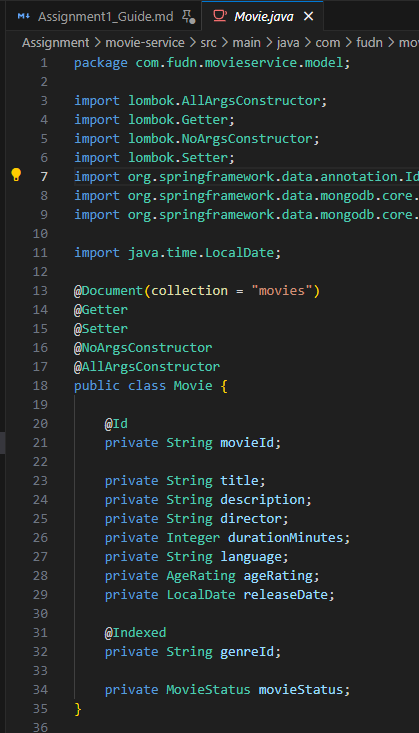 Assignment1_Guide.md
Movie.java
Assignment > movie-service > src > main > java > com > fudn > mov
1 package com.fudn.movieservice.model;
2
3 import lombok.AllArgsConstructor;
4 import lombok.Getter;
5 import lombok.NoArgsConstructor;
6 import lombok.Setter;
7 import org.springframework.data.annotation.Id
8 import org.springframework.data.mongodb.core.
9 import org.springframework.data.mongodb.core.
10
11 import java.time.LocalDate;
12
13 @Document(collection = "movies")
14 @Getter
15 @Setter
16 @NoArgsConstructor
17 @AllArgsConstructor
18 public class Movie {
19
20 @Id
21 private String movieId;
22
23 private String title;
24 private String description;
25 private String director;
26 private Integer durationMinutes;
27 private String language;
28 private AgeRating ageRating;
29 private LocalDate releaseDate;
30
31 @Indexed
32 private String genreId;
33
34 private MovieStatus movieStatus;
35 }
36